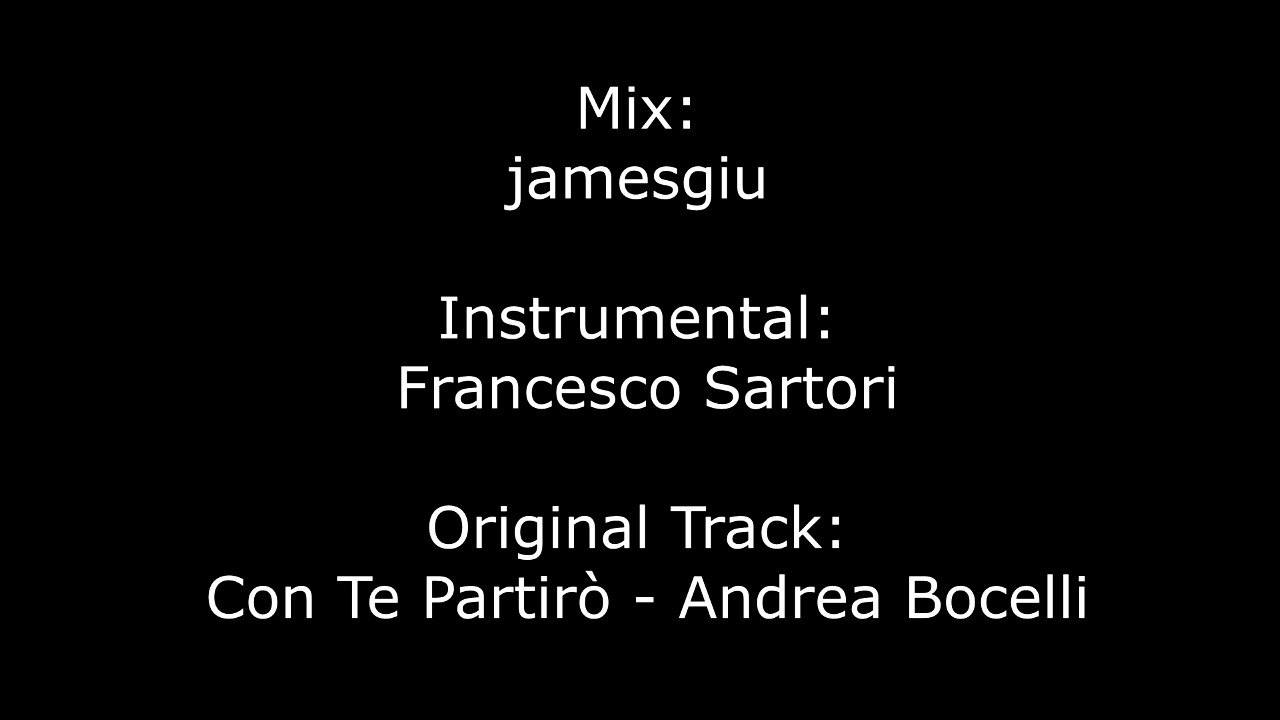 Mix:
jamesgiu
Instrumental:
Francesco Sartori
Original Track:
Con Te Partirò - Andrea Bocelli